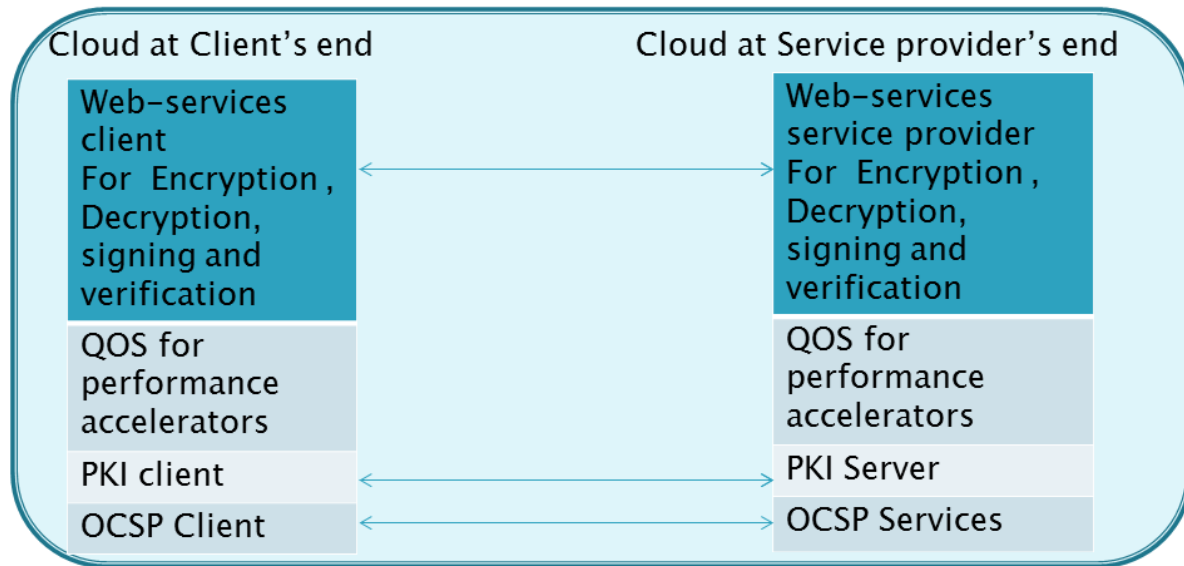 Cloud at Client's end
Web-services
client
For Encryption ,
Decryption,
signing and
verification
QOS for
performance
accelerators
PKI client
OCSP Client
Cloud at Service provider's end
Web-services
service provider
For Encryption ,
Decryption,
signing and
verification
QOS for
performance
accelerators
PKI Server
OCSP Services